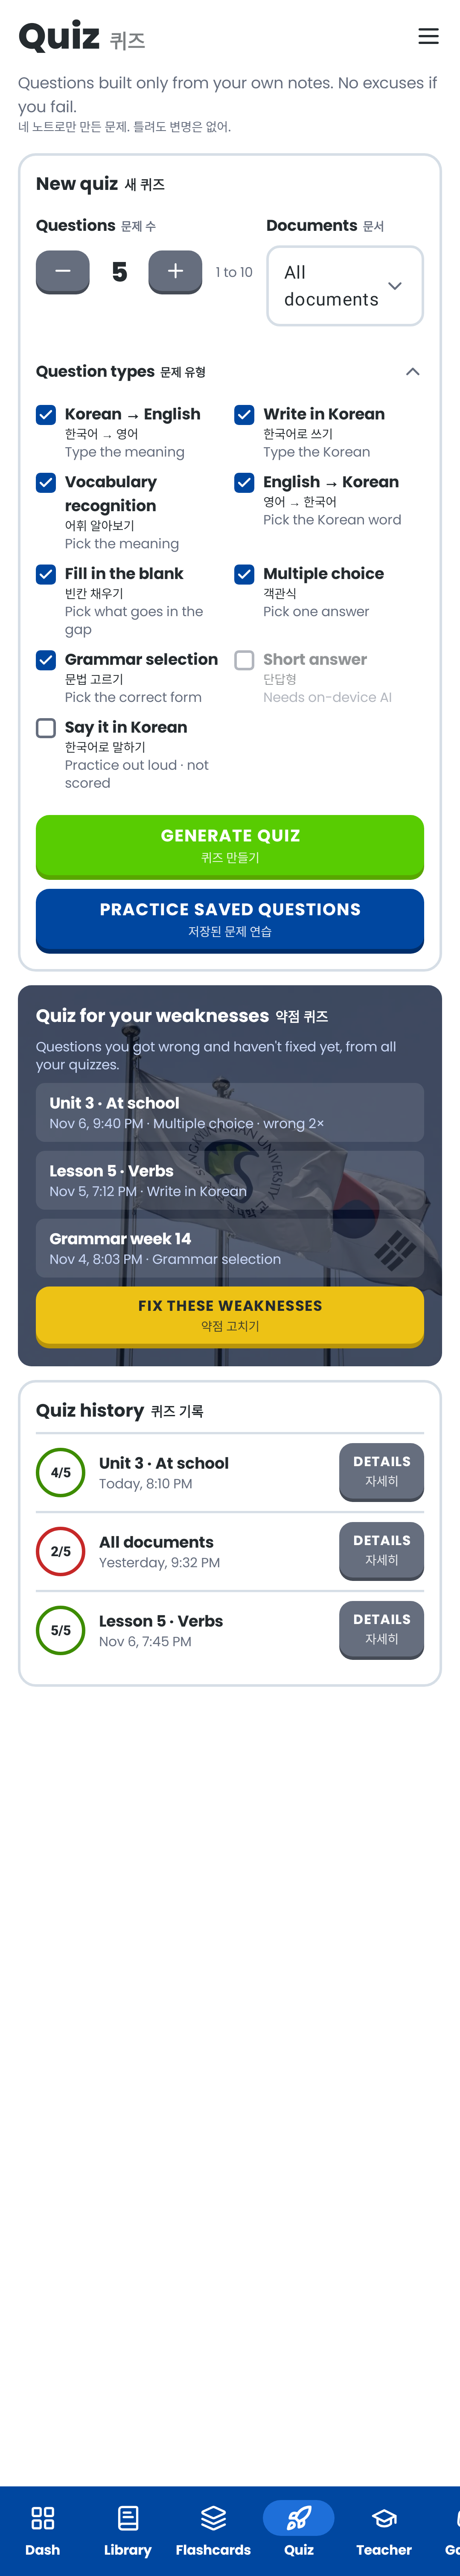 Quiz 퀴즈
Questions built only from your own notes. No excuses if
you fail.
네 노트로만 만든 문제. 틀려도 변명은 없어.
New quiz 새 퀴즈
Questions 문제 수
Documents 문서
5
1 to 10
All
documents
Question types 문제 유형
Korean → English
한국어 → 영어
Type the meaning
Write in Korean
한국어로 쓰기
Type the Korean
Vocabulary
recognition
어휘 알아보기
Pick the meaning
English → Korean
영어 → 한국어
Pick the Korean word
Fill in the blank
빈칸 채우기
Pick what goes in the
gap
Multiple choice
객관식
Pick one answer
Grammar selection
문법 고르기
Pick the correct form
Short answer
단답형
Needs on-device AI
Say it in Korean
한국어로 말하기
Practice out loud · not
scored
GENERATE QUIZ
퀴즈 만들기
PRACTICE SAVED QUESTIONS
저장된 문제 연습
Quiz for your weaknesses 약점 퀴즈
Questions you got wrong and haven't fixed yet, from all
your quizzes.
Unit 3 · At school
Nov 6, 9:40 PM · Multiple choice · wrong 2×
Lesson 5 · Verbs
Nov 5, 7:12 PM · Write in Korean
Grammar week 14
Nov 4, 8:03 PM · Grammar selection
FIX THESE WEAKNESSES
약점 고치기
Quiz history 퀴즈 기록
4/5
Unit 3 · At school
Today, 8:10 PM
DETAILS
자세히
2/5
All documents
Yesterday, 9:32 PM
DETAILS
자세히
5/5
Lesson 5 · Verbs
Nov 6, 7:45 PM
DETAILS
자세히
Dash
Library
Flashcards
Quiz
Teacher